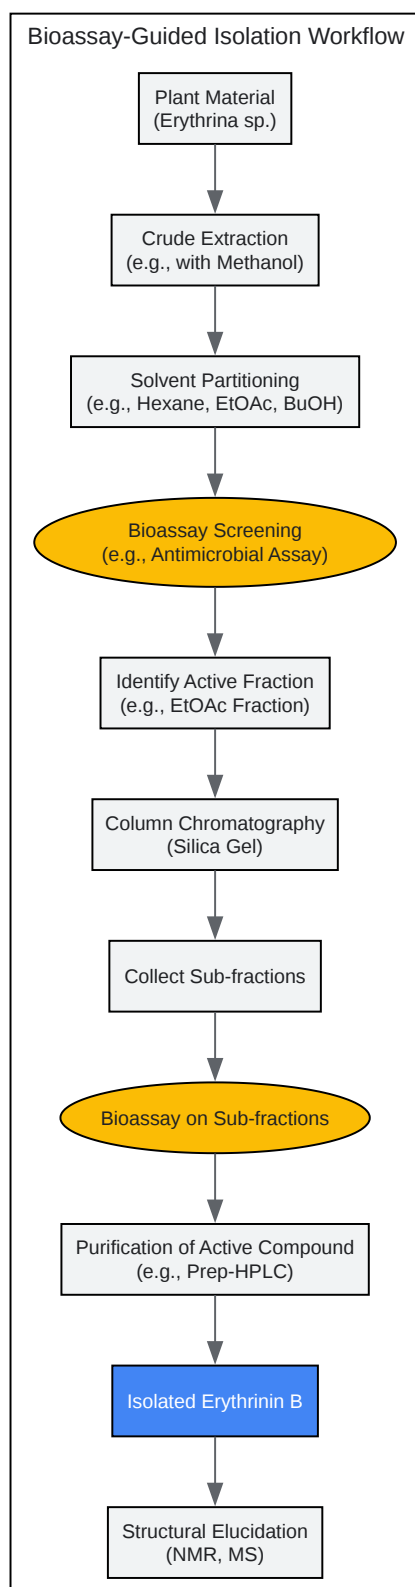 Bioassay-Guided Isolation Workflow
Plant Material
(Erythrina sp.)
Crude Extraction
(e.g., with Methanol)
Solvent Partitioning
(e.g., Hexane, EtOAc, BuOH)
Bioassay Screening
(e.g., Antimicrobial Assay)
Identify Active Fraction
(e.g., EtOAc Fraction)
Column Chromatography
(Silica Gel)
Collect Sub-fractions
Bioassay on Sub-fractions
Purification of Active Compound
(e.g., Prep-HPLC)
Isolated Erythrinin B
Structural Elucidation
(NMR, MS)